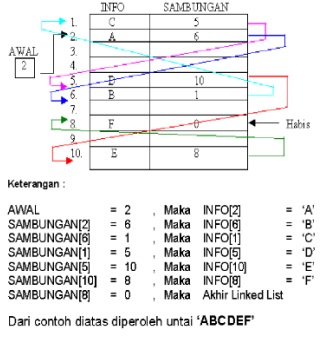 INFO SAMBUNGAN
1. C 5
2. A 6
AWAL 3.
2 4.
5. D 10
6. B 1
7.
8. F 0 Habis
9.
10. E 8
Keterangan :
AWAL = 2 , Maka INFO[2] = 'A'
SAMBUNGAN[2] = 6 , Maka INFO[6] = 'B'
SAMBUNGAN[6] = 1 , Maka INFO[1] = 'C'
SAMBUNGAN[1] = 5 , Maka INFO[5] = 'D'
SAMBUNGAN[5] = 10 , Maka INFO[10] = 'E'
SAMBUNGAN[10] = 8 , Maka INFO[8] = 'F'
SAMBUNGAN[8] = 0 , Maka Akhir Linked List
Dari contoh diatas diperoleh untai 'ABCDEF'